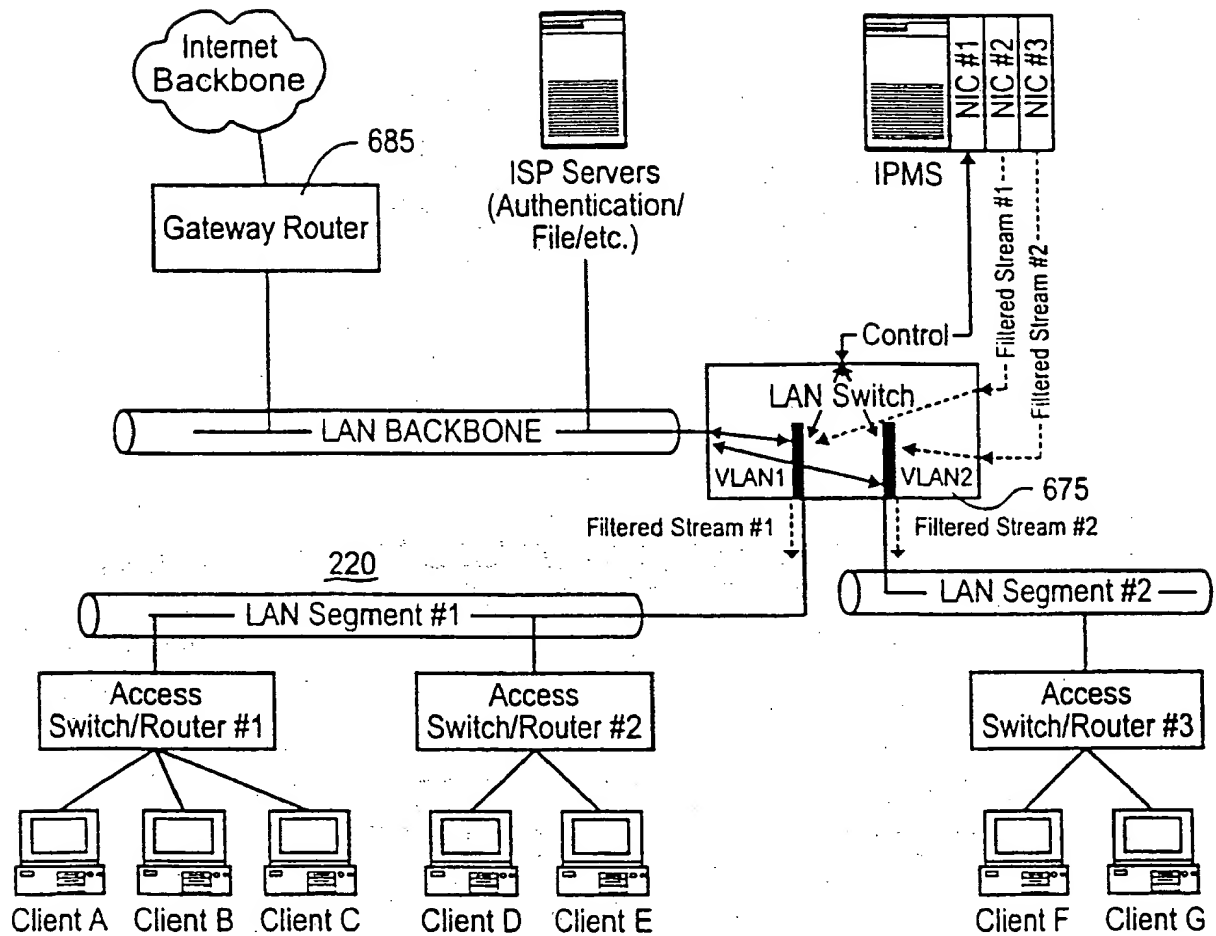 Internet
Backbone
685
Gateway Router
ISP Servers
(Authentication/
File/etc.)
NIC #1
NIC #2
NIC #3
IPMS
Filtered Stream #1
Filtered Stream #2
Control
LAN Switch
LAN BACKBONE
VLAN1
VLAN2
675
Filtered Stream #1
Filtered Stream #2
220
LAN Segment #1
LAN Segment #2
Access
Switch/Router #1
Access
Switch/Router #2
Access
Switch/Router #3
Client A
Client B
Client C
Client D
Client E
Client F
Client G